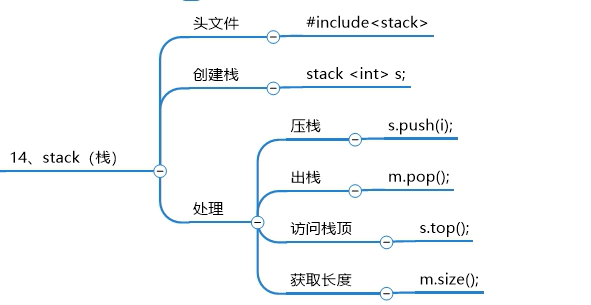 头文件
#include<stack>
创建栈
stack <int> s;
14、stack（栈）
处理
压栈
s.push(i);
出栈
m.pop();
访问栈顶
s.top();
获取长度
m.size();